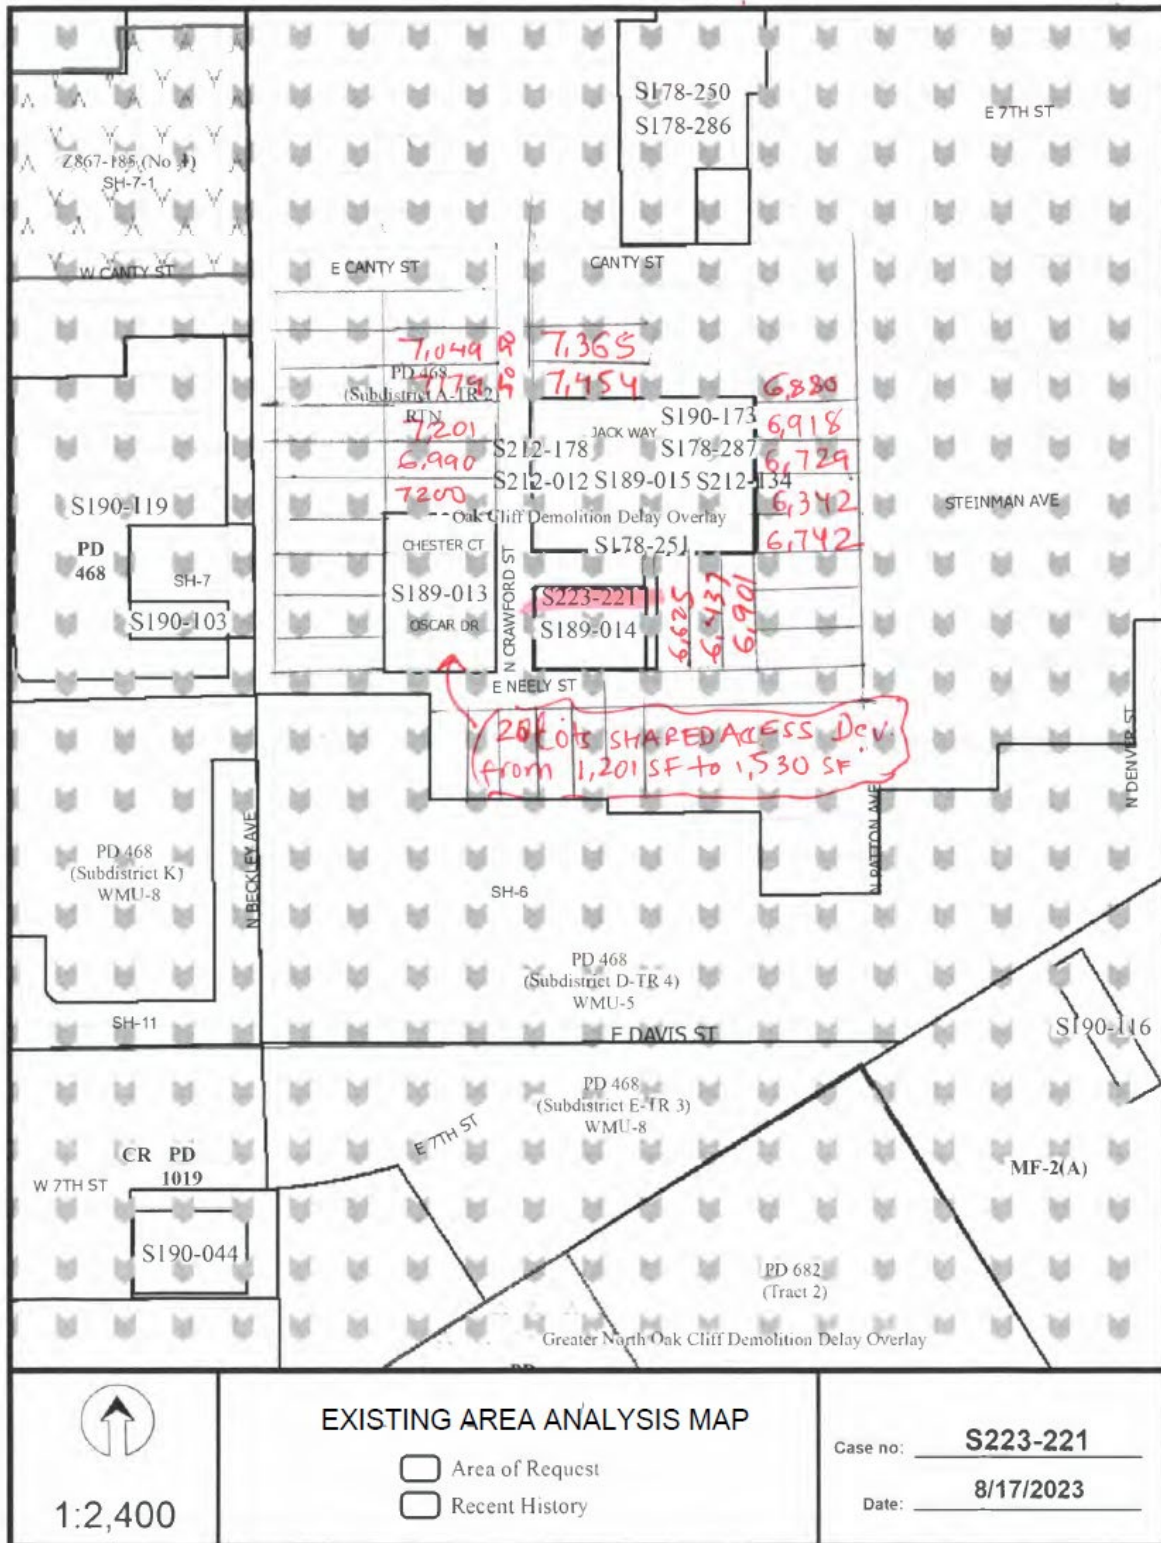 S178-250
S178-286
E 7TH ST
Z867-185 (No 4)
SH-7-1
W CANTY ST
E CANTY ST
CANTY ST
7,049
7,365
PD 468
7,179
7,454
(Subdistrict A-TR 2)
6,880
RTN
7,201
JACK WAY
S190-173
6,918
S212-178
S178-287
6,990
6,729
S212-012
S189-015
S212-134
7200
6,342
S190-119
STEINMAN AVE
Oak Cliff Demolition Delay Overlay
S178-251
6,742
PD
468
CHESTER CT
SH-7
S189-013
S223-221
S190-103
OSCAR DR
S189-014
N CRAWFORD ST
6,625
6,437
6,901
E NEELY ST
20 Lots SHARED ACCESS Dev.
from 1,201 SF to 1,530 SF
N DENVER ST
N PATTON AVE
N BECKLEY AVE
PD 468
(Subdistrict K)
WMU-8
SH-6
PD 468
(Subdistrict D-TR 4)
WMU-5
SH-11
E DAVIS ST
S190-116
PD 468
(Subdistrict E-TR 3)
WMU-8
E 7TH ST
CR PD
1019
W 7TH ST
MF-2(A)
S190-044
PD 682
(Tract 2)
Greater North Oak Cliff Demolition Delay Overlay
PD
1:2,400
EXISTING AREA ANALYSIS MAP
Area of Request
Recent History
Case no: S223-221
Date: 8/17/2023